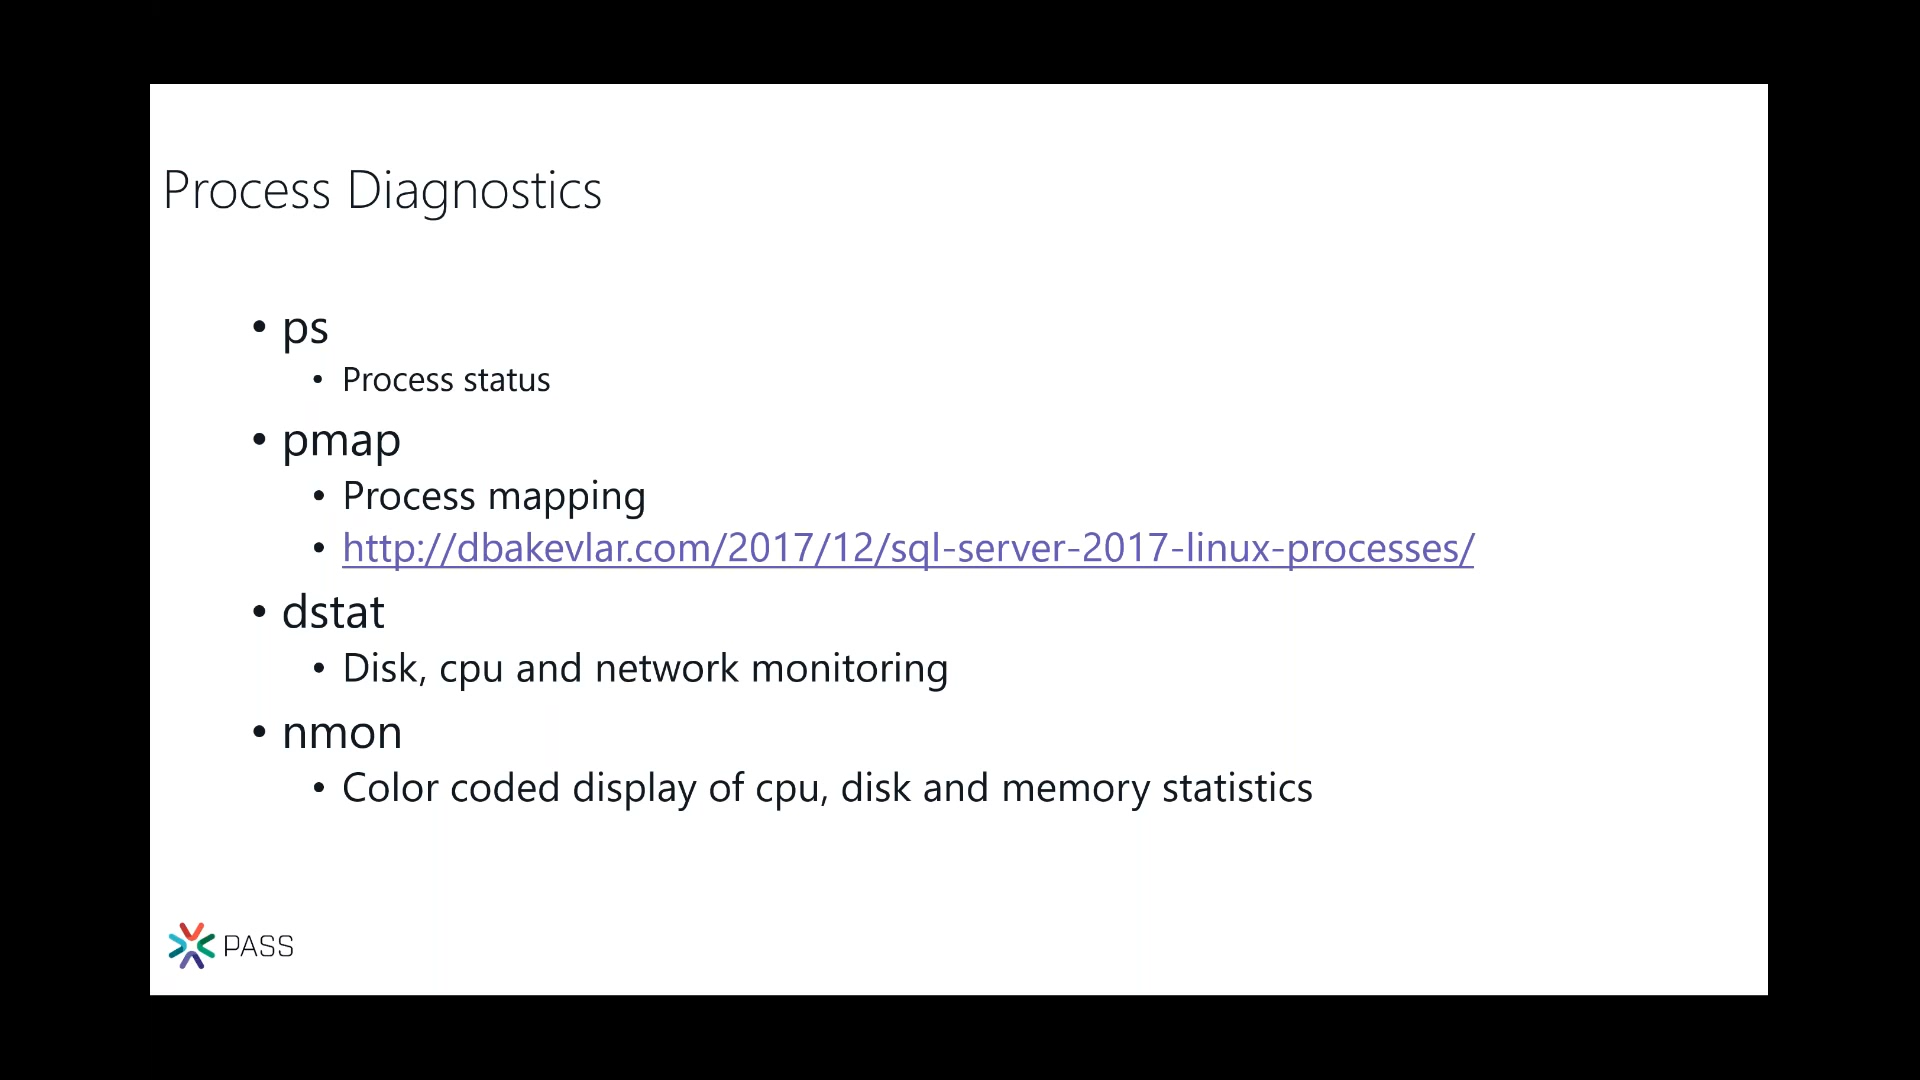 Process Diagnostics
• ps
• Process status
• pmap
• Process mapping
• http://dbakevlar.com/2017/12/sql-server-2017-linux-processes/
• dstat
• Disk, cpu and network monitoring
• nmon
• Color coded display of cpu, disk and memory statistics
PASS